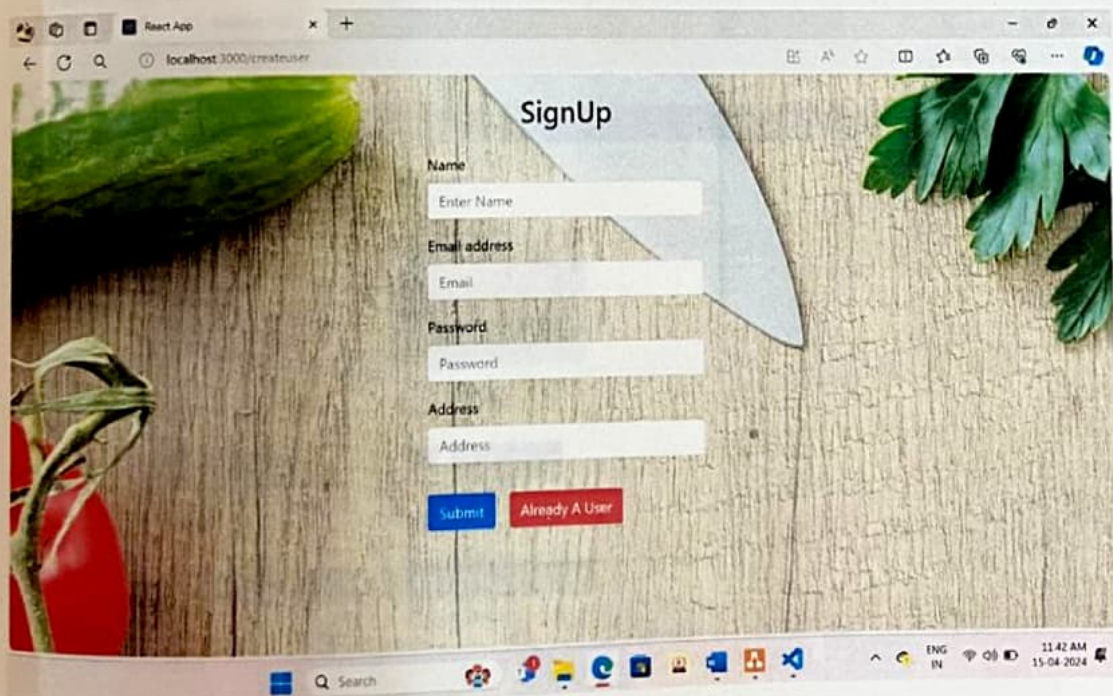 React App
localhost:3000/createuser
SignUp
Name
Enter Name
Email address
Email
Password
Password
Address
Address
Submit
Already A User
Search
ENG
IN
11:42 AM
15-04-2024